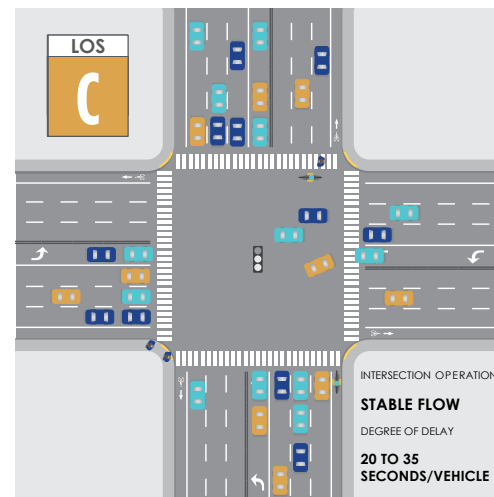 LOS
C
INTERSECTION OPERATION
STABLE FLOW
DEGREE OF DELAY
20 TO 35
SECONDS/VEHICLE